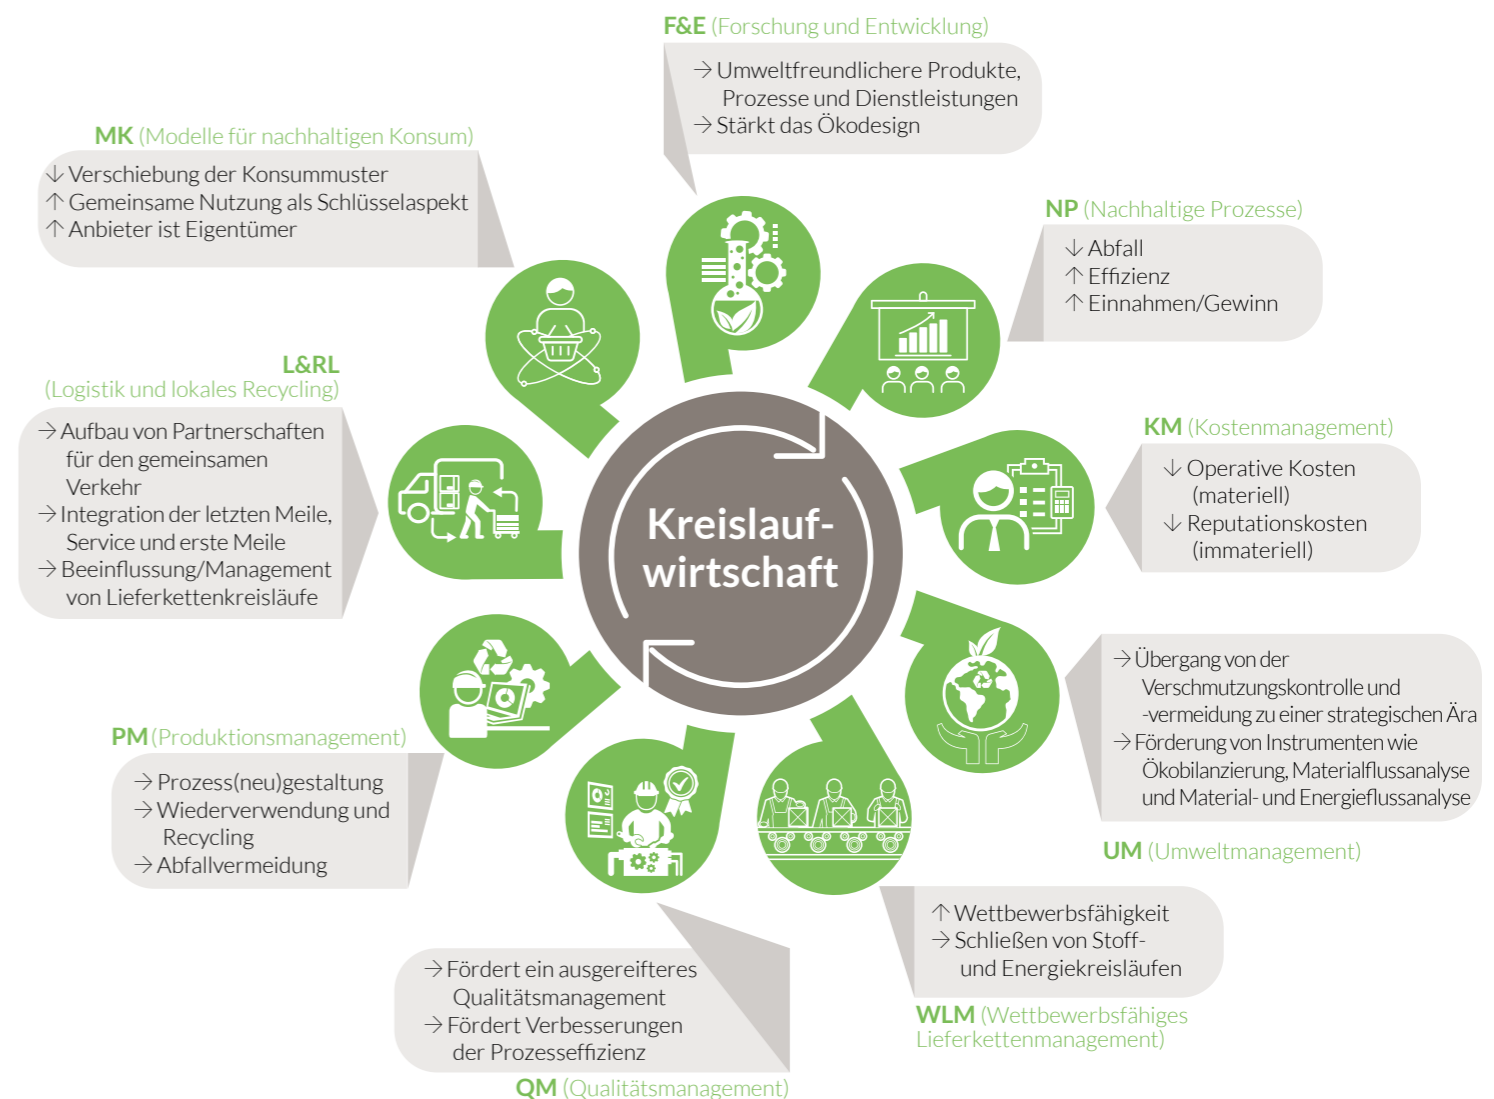 F&E (Forschung und Entwicklung)
→ Umweltfreundlichere Produkte,
Prozesse und Dienstleistungen
→ Stärkt das Ökodesign
MK (Modelle für nachhaltigen Konsum)
↓ Verschiebung der Konsummuster
↑ Gemeinsame Nutzung als Schlüsselaspekt
↑ Anbieter ist Eigentümer
NP (Nachhaltige Prozesse)
↓ Abfall
↑ Effizienz
↑ Einnahmen/Gewinn
L&RL
(Logistik und lokales Recycling)
→ Aufbau von Partnerschaften
für den gemeinsamen
Verkehr
→ Integration der letzten Meile,
Service und erste Meile
→ Beeinflussung/Management
von Lieferkettenkreisläufe
KM (Kostenmanagement)
↓ Operative Kosten
(materiell)
↓ Reputationskosten
(immateriell)
Kreislauf-
wirtschaft
→ Übergang von der
Verschmutzungskontrolle und
-vermeidung zu einer strategischen Ära
→ Förderung von Instrumenten wie
Ökobilanzierung, Materialflussanalyse
und Material- und Energieflussanalyse
UM (Umweltmanagement)
PM (Produktionsmanagement)
→ Prozess(neu)gestaltung
→ Wiederverwendung und
Recycling
→ Abfallvermeidung
↑ Wettbewerbsfähigkeit
→ Schließen von Stoff-
und Energiekreisläufen
WLM (Wettbewerbsfähiges
Lieferkettenmanagement)
→ Fördert ein ausgereifteres
Qualitätsmanagement
→ Fördert Verbesserungen
der Prozesseffizienz
QM (Qualitätsmanagement)